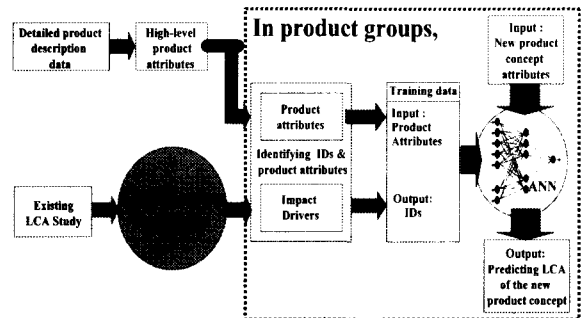 Detailed product
description
data
High-level
product
attributes
In product groups,
Input :
New product
concept
attributes
Product
attributes
Identifying IDs &
product attributes
Impact
Drivers
Training data
Input :
Product
Attributes
Output:
IDs
ANN
Existing
LCA Study
Output:
Predicting LCA
of the new
product concept